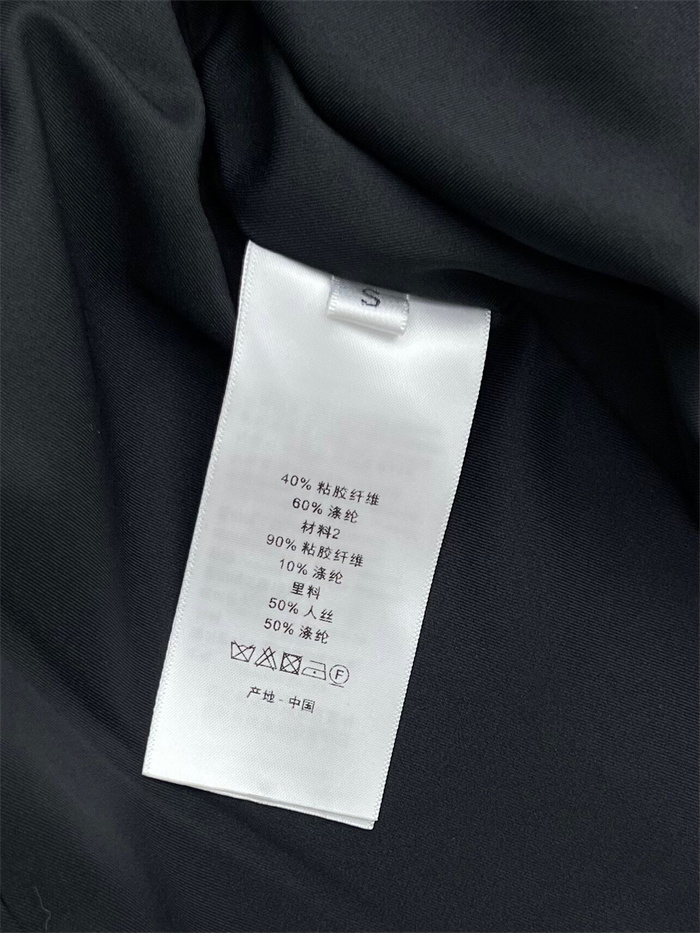 S
40% 粘胶纤维
60% 涤纶
材料2
90% 粘胶纤维
10% 涤纶
里料
50% 人丝
50% 涤纶
F
产地 - 中国